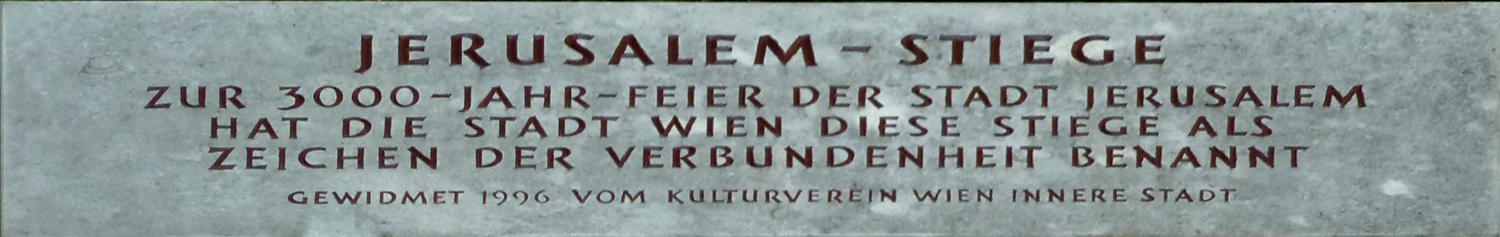 JERUSALEM – STIEGE
ZUR 3000-JAHR-FEIER DER STADT JERUSALEM
HAT DIE STADT WIEN DIESE STIEGE ALS
ZEICHEN DER VERBUNDENHEIT BENANNT
GEWIDMET 1996 VOM KULTURVEREIN WIEN INNERE STADT